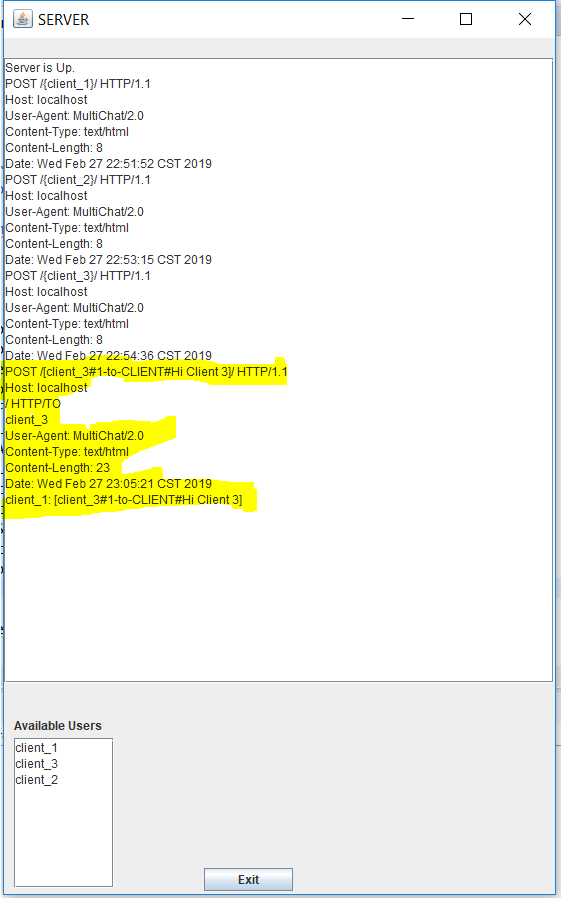 SERVER
Server is Up.
POST /{client_1}/ HTTP/1.1
Host: localhost
User-Agent: MultiChat/2.0
Content-Type: text/html
Content-Length: 8
Date: Wed Feb 27 22:51:52 CST 2019
POST /{client_2}/ HTTP/1.1
Host: localhost
User-Agent: MultiChat/2.0
Content-Type: text/html
Content-Length: 8
Date: Wed Feb 27 22:53:15 CST 2019
POST /{client_3}/ HTTP/1.1
Host: localhost
User-Agent: MultiChat/2.0
Content-Type: text/html
Content-Length: 8
Date: Wed Feb 27 22:54:36 CST 2019
POST /[client_3#1-to-CLIENT#Hi Client 3]/ HTTP/1.1
Host: localhost
/ HTTP/TO
client_3
User-Agent: MultiChat/2.0
Content-Type: text/html
Content-Length: 23
Date: Wed Feb 27 23:05:21 CST 2019
client_1: [client_3#1-to-CLIENT#Hi Client 3]
Available Users
client_1
client_3
client_2
Exit